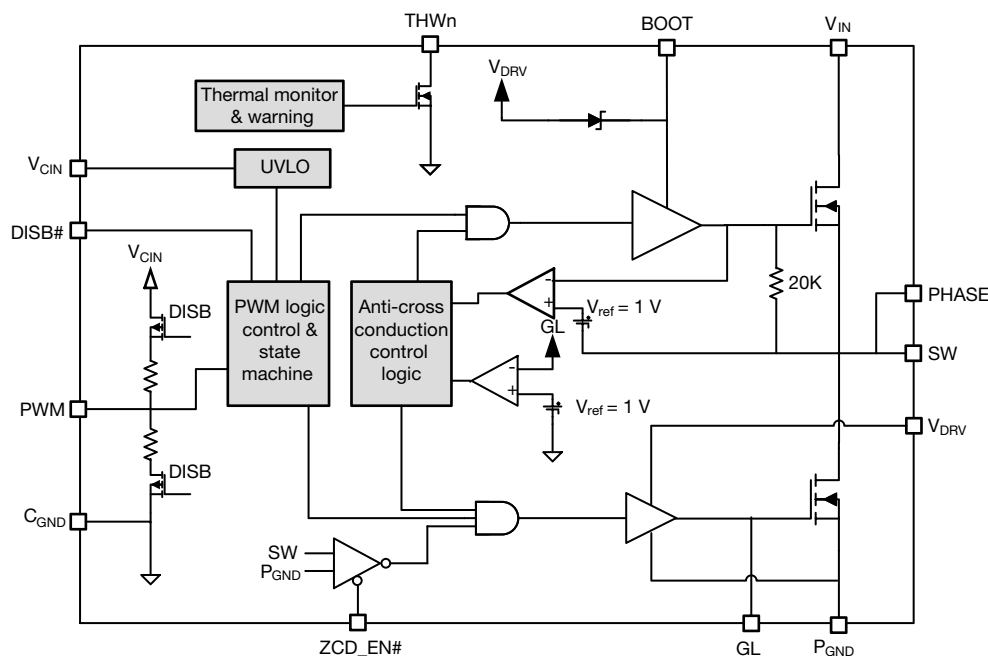 THWn
BOOT
VIN
VDRV
Thermal monitor
& warning
VCIN
UVLO
DISB#
VCIN
DISB
PWM logic
control &
state
machine
Anti-cross
conduction
control
logic
-
+
Vref = 1 V
20K
PHASE
GL
SW
-
+
Vref = 1 V
PWM
VDRV
DISB
CGND
SW
PGND
ZCD_EN#
GL
PGND